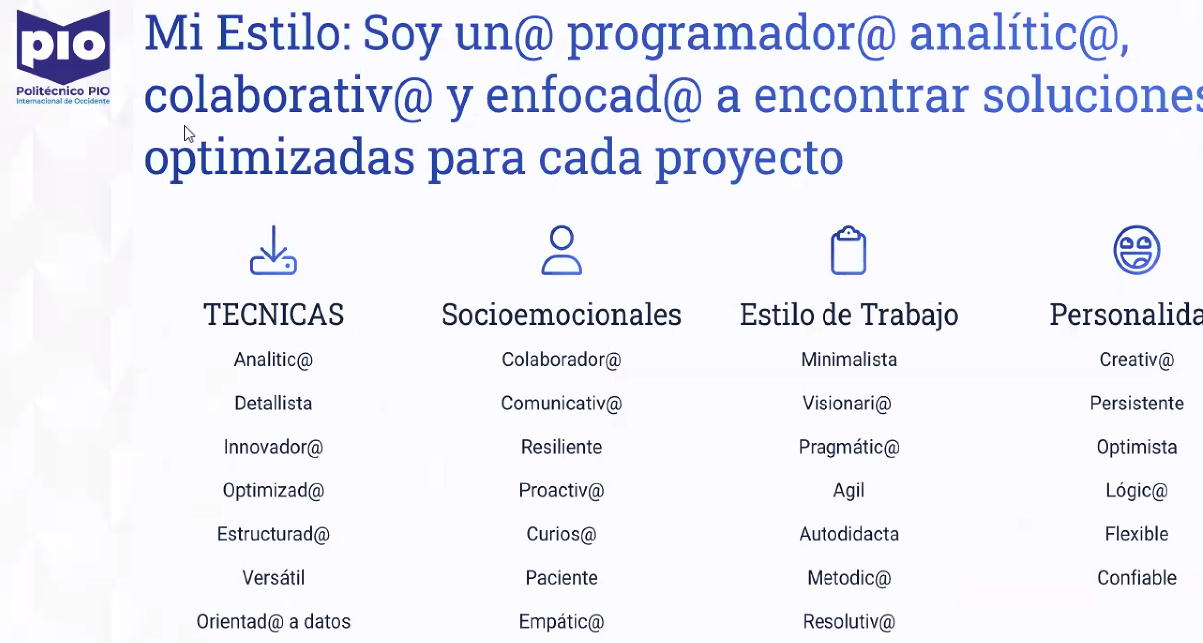 pio
Politécnico PIO
Internacional de Occidente
Mi Estilo: Soy un@ programador@ analític@,
colaborativ@ y enfocad@ a encontrar soluciones
optimizadas para cada proyecto
TECNICAS
Analitic@
Detallista
Innovador@
Optimizad@
Estructurad@
Versátil
Orientad@ a datos
Socioemocionales
Colaborador@
Comunicativ@
Resiliente
Proactiv@
Curios@
Paciente
Empátic@
Estilo de Trabajo
Minimalista
Visionari@
Pragmátic@
Agil
Autodidacta
Metodic@
Resolutiv@
Personalida
Creativ@
Persistente
Optimista
Lógic@
Flexible
Confiable